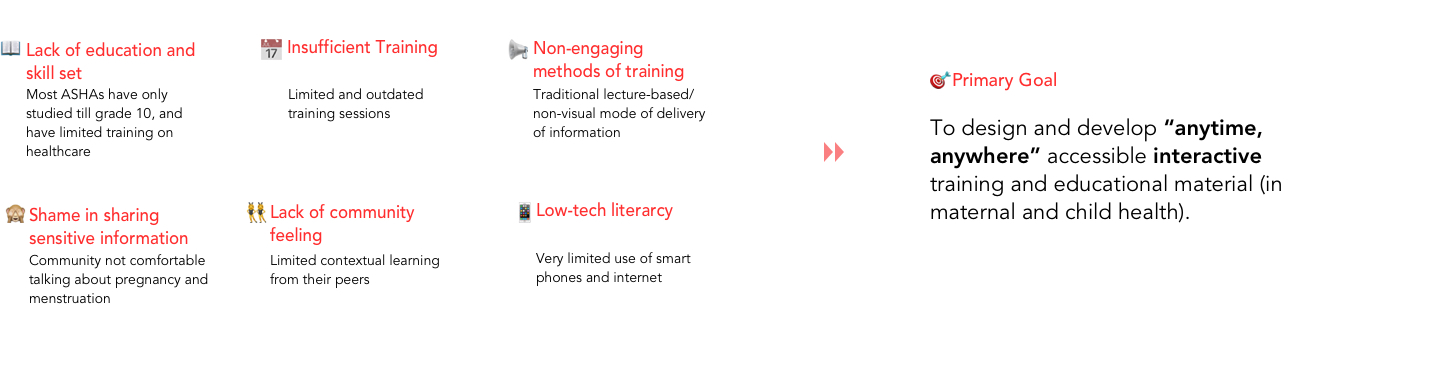 Lack of education and
skill set
Most ASHAs have only
studied till grade 10, and
have limited training on
healthcare
17
Insufficient Training
Limited and outdated
training sessions
Non-engaging
methods of training
Traditional lecture-based/
non-visual mode of delivery
of information
Shame in sharing
sensitive information
Community not comfortable
talking about pregnancy and
menstruation
Lack of community
feeling
Limited contextual learning
from their peers
Low-tech literarcy
Very limited use of smart
phones and internet
Primary Goal
To design and develop “anytime,
anywhere” accessible interactive
training and educational material (in
maternal and child health).